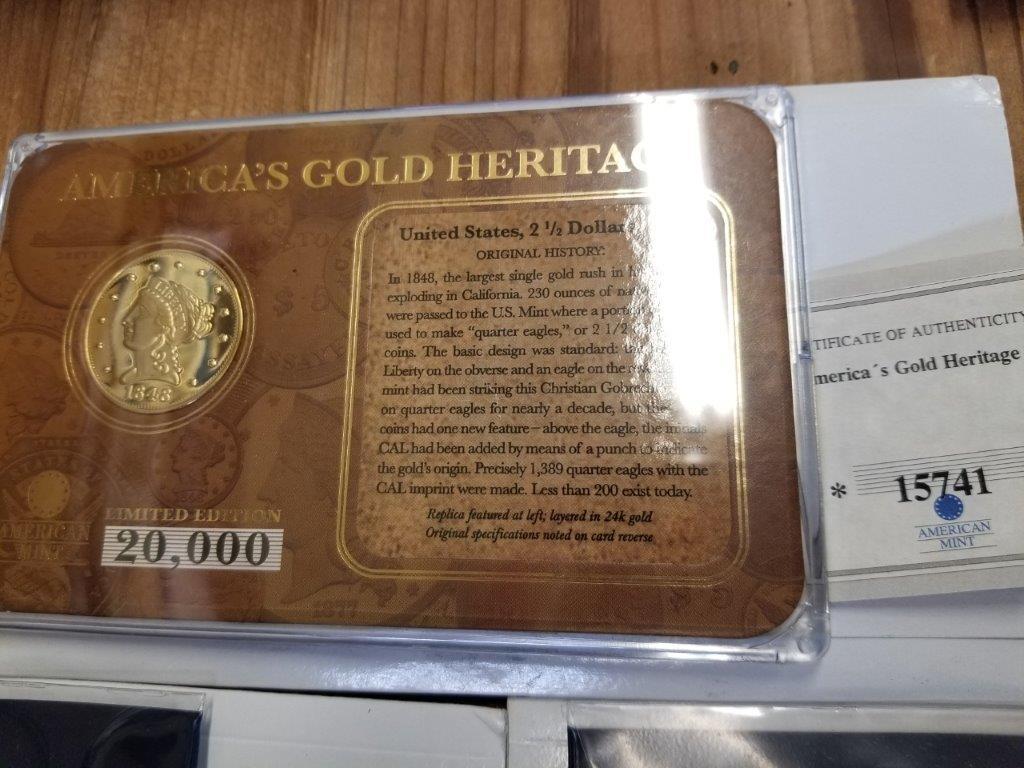 AMERICA'S GOLD HERITAG
United States, 2 1/2 Dollars
ORIGINAL HISTORY:
In 1848, the largest single gold rush in
exploding in California. 230 ounces of
were passed to the U.S. Mint where a
used to make “quarter eagles,” or 2 1/2
coins. The basic design was standard:
Liberty on the obverse and an eagle on the
mint had been striking this Christian
on quarter eagles for nearly a decade, but these
coins had one new feature—above the eagle, the initials
CAL had been added by means of a punch to indicate
the gold's origin. Precisely 1,389 quarter eagles with the
CAL imprint were made. Less than 200 exist today.
Replica featured at left; layered in 24k gold
Original specifications noted on card reverse
LIBERTY
1848
DOLLAR
$ 5
AMERICAN
MINT
LIMITED EDITION
20,000
TIFICATE OF AUTHENTICITY
merica´s Gold Heritage
* 15741
AMERICAN
MINT